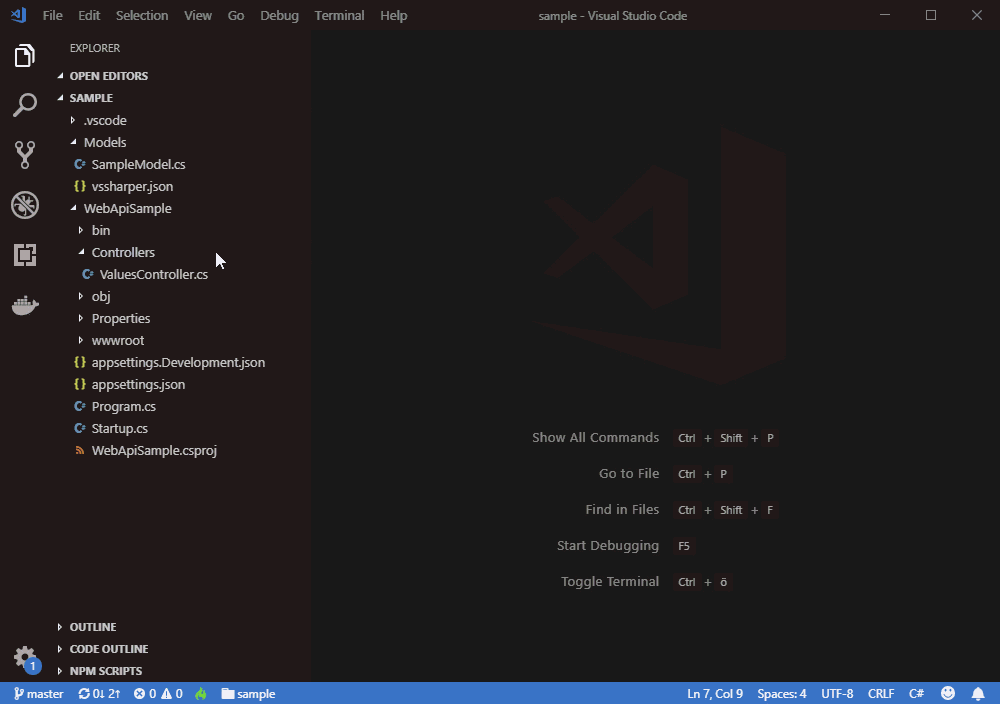 File Edit Selection View Go Debug Terminal Help sample - Visual Studio Code
EXPLORER
OPEN EDITORS
SAMPLE
.vscode
Models
C# SampleModel.cs
{} vssharper.json
WebApiSample
bin
Controllers
C# ValuesController.cs
obj
Properties
wwwroot
{} appsettings.Development.json
{} appsettings.json
C# Program.cs
C# Startup.cs
WebApiSample.csproj
OUTLINE
CODE OUTLINE
NPM SCRIPTS
1
Show All Commands Ctrl + Shift + P
Go to File Ctrl + P
Find in Files Ctrl + Shift + F
Start Debugging F5
Toggle Terminal Ctrl + ö
master 0↓ 2↑ 0 0 sample Ln 7, Col 9 Spaces: 4 UTF-8 CRLF C#